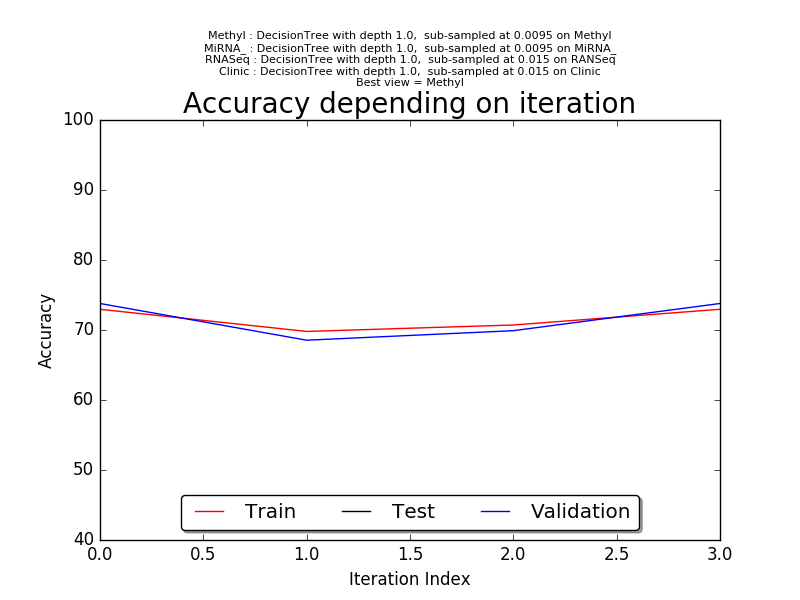 Methyl : DecisionTree with depth 1.0,  sub-sampled at 0.0095 on Methyl
MiRNA_ : DecisionTree with depth 1.0,  sub-sampled at 0.0095 on MiRNA_
RNASeq : DecisionTree with depth 1.0,  sub-sampled at 0.015 on RANSeq
Clinic : DecisionTree with depth 1.0,  sub-sampled at 0.015 on Clinic
Best view = Methyl
Accuracy depending on iteration
100
90
80
70
60
50
40
Accuracy
Train Test Validation
0.0 0.5 1.0 1.5 2.0 2.5 3.0
Iteration Index